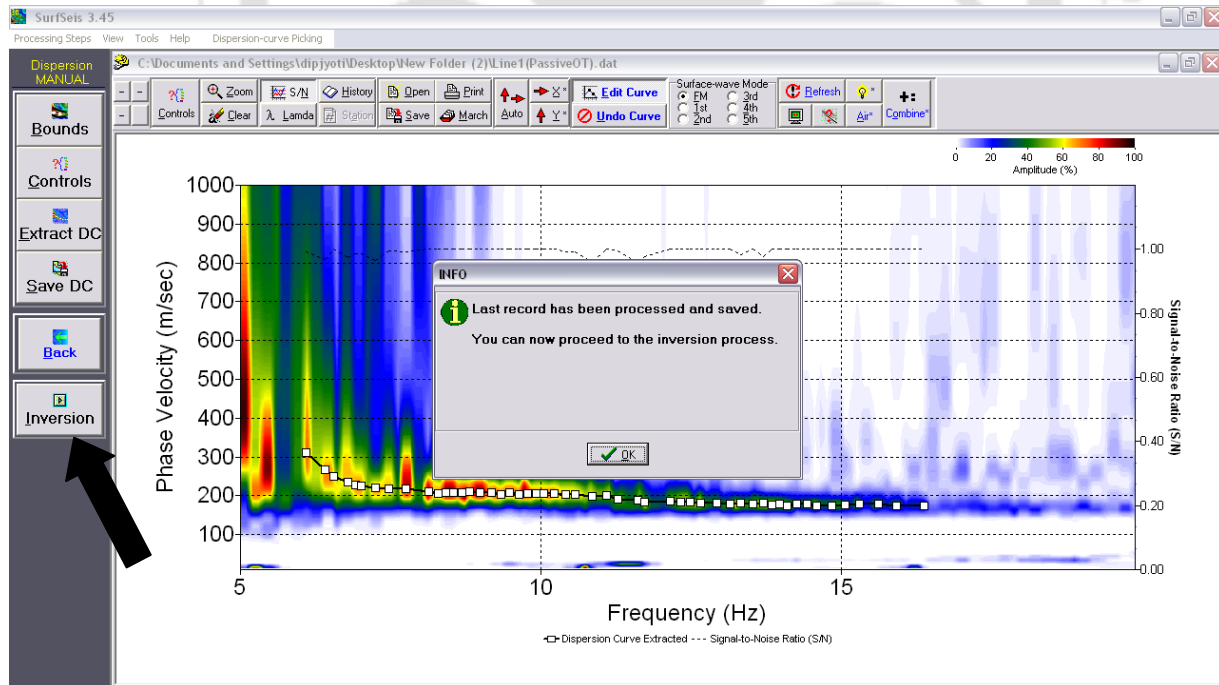 SurfSeis 3.45
Processing Steps View Tools Help Dispersion-curve Picking
Dispersion
MANUAL
Bounds
Controls
Extract DC
Save DC
Back
Inversion
C:\Documents and Settings\dipjyoti\Desktop\New Folder (2)\Line1(PassiveOT).dat
Controls
Zoom S/N History Open Print
Clear λ Lamda Station Save March
Auto
X*
Y*
Edit Curve
Undo Curve
Surface-wave Mode
FM 3rd
1st 4th
2nd 5th
Refresh
Air*
Combine*
0 20 40 60 80 100
Amplitude (%)
Phase Velocity (m/sec)
1000
900
800
700
600
500
400
300
200
100
INFO
Last record has been processed and saved.
You can now proceed to the inversion process.
OK
1.00
0.80
0.60
0.40
0.20
0.00
Signal-to-Noise Ratio (S/N)
5 10 15
Frequency (Hz)
Dispersion Curve Extracted --- Signal-to-Noise Ratio (S/N)